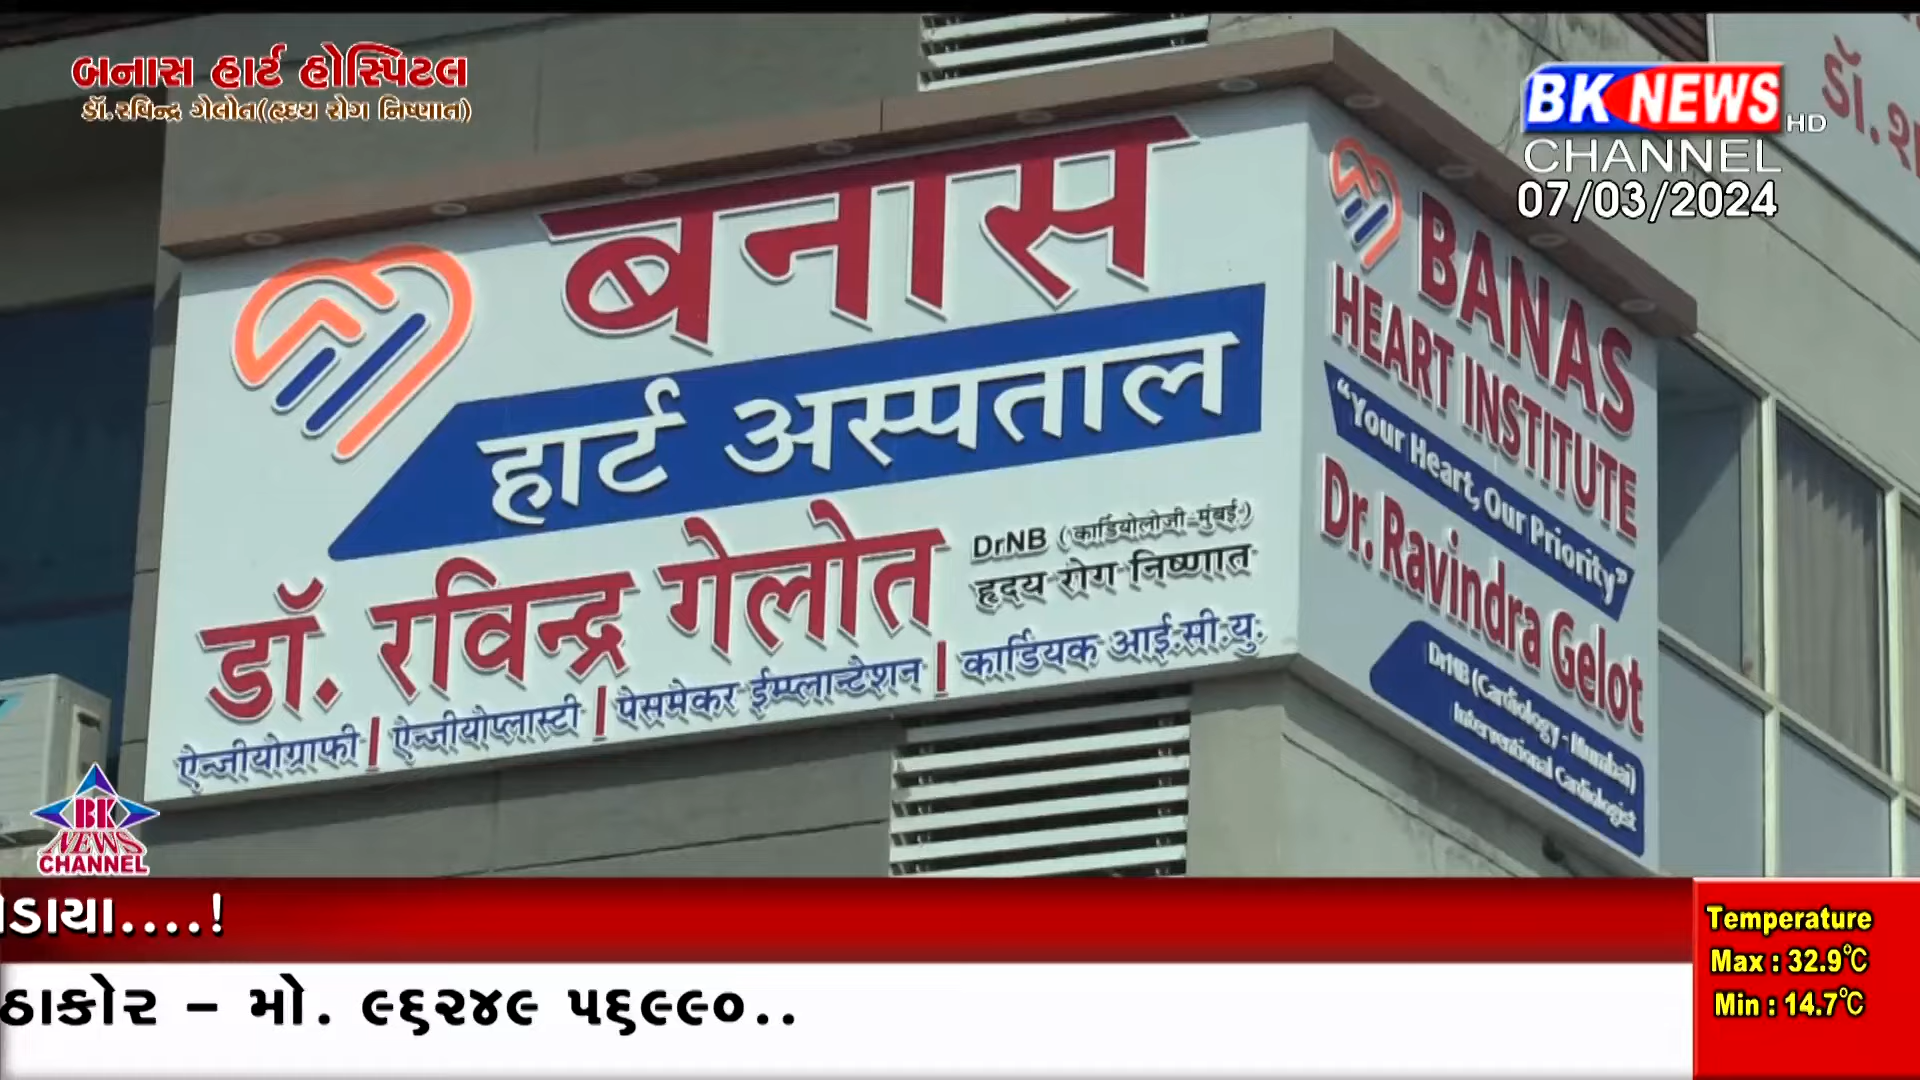 બનાસ હાર્ટ હોસ્પિટલ
ડૉ.રવિન્દ્ર ગેલોત(હૃદય રોગ નિષ્ણાત)
BK NEWS HD
CHANNEL
07/03/2024
ડૉ.
बनास
हार्ट अस्पताल
डॉ. रविन्द्र गेलोत
DrNB (कार्डियोलोजी-मुंबई)
हृदय रोग निष्णात
ऐन्जीयोग्राफी | ऐन्जीयोप्लास्टी | पेसमेकर ईम्प्लान्टेशन | कार्डियक आई.सी.यु.
BANAS
HEART INSTITUTE
“Your Heart, Our Priority”
Dr. Ravindra Gelot
DrNB (Cardiology - Mumbai)
Interventional Cardiologist
BK
NEWS
CHANNEL
ડાયા....!
ઠાકોર – મો. ૯૬૨૪૯ ૫૬૯૯૦..
Temperature
Max : 32.9℃
Min : 14.7℃